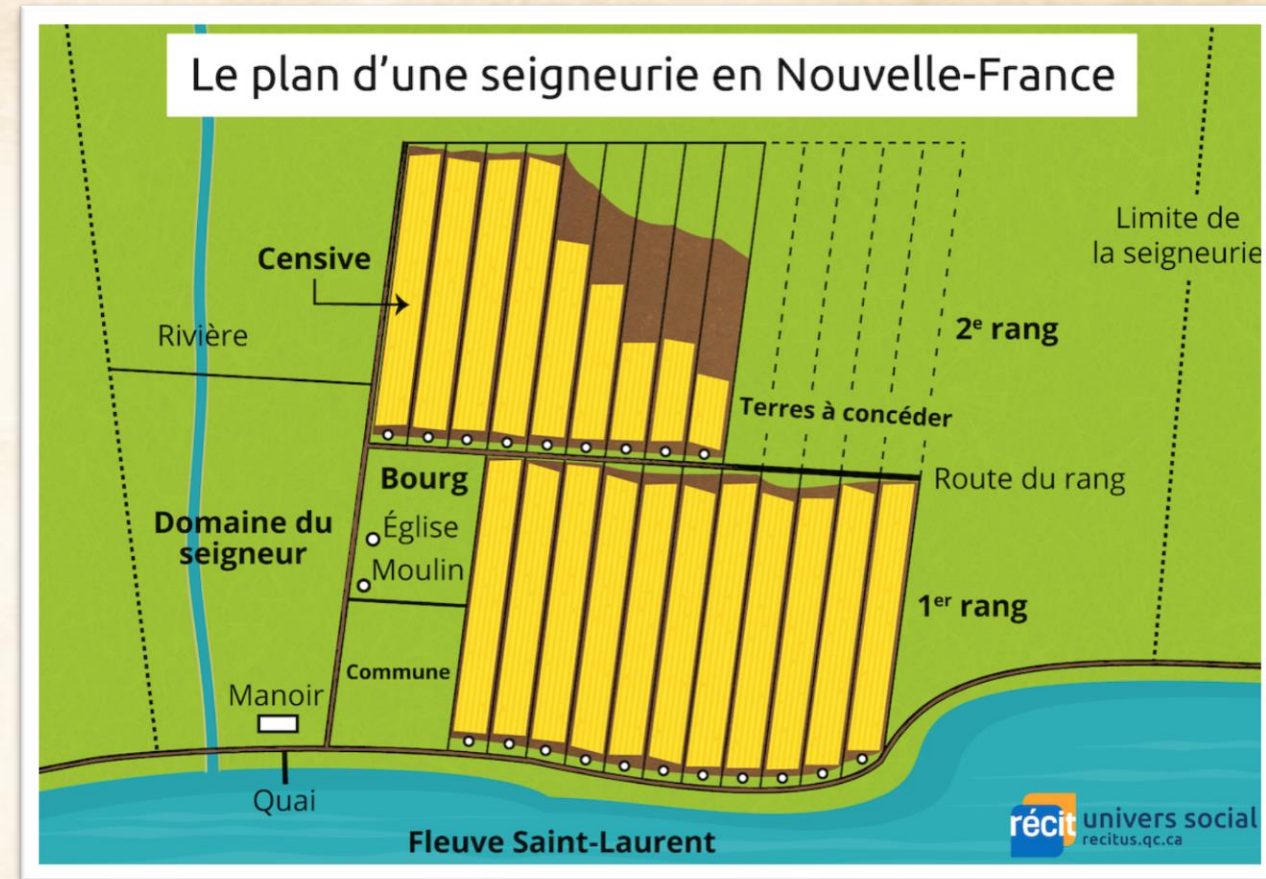 Le plan d'une seigneurie en Nouvelle-France
Limite de
la seigneurie
Censive
Rivière
2e rang
Terres à concéder
Route du rang
Bourg
Église
Moulin
Domaine du
seigneur
1er rang
Commune
Manoir
Quai
Fleuve Saint-Laurent
récit univers social
recitus.qc.ca